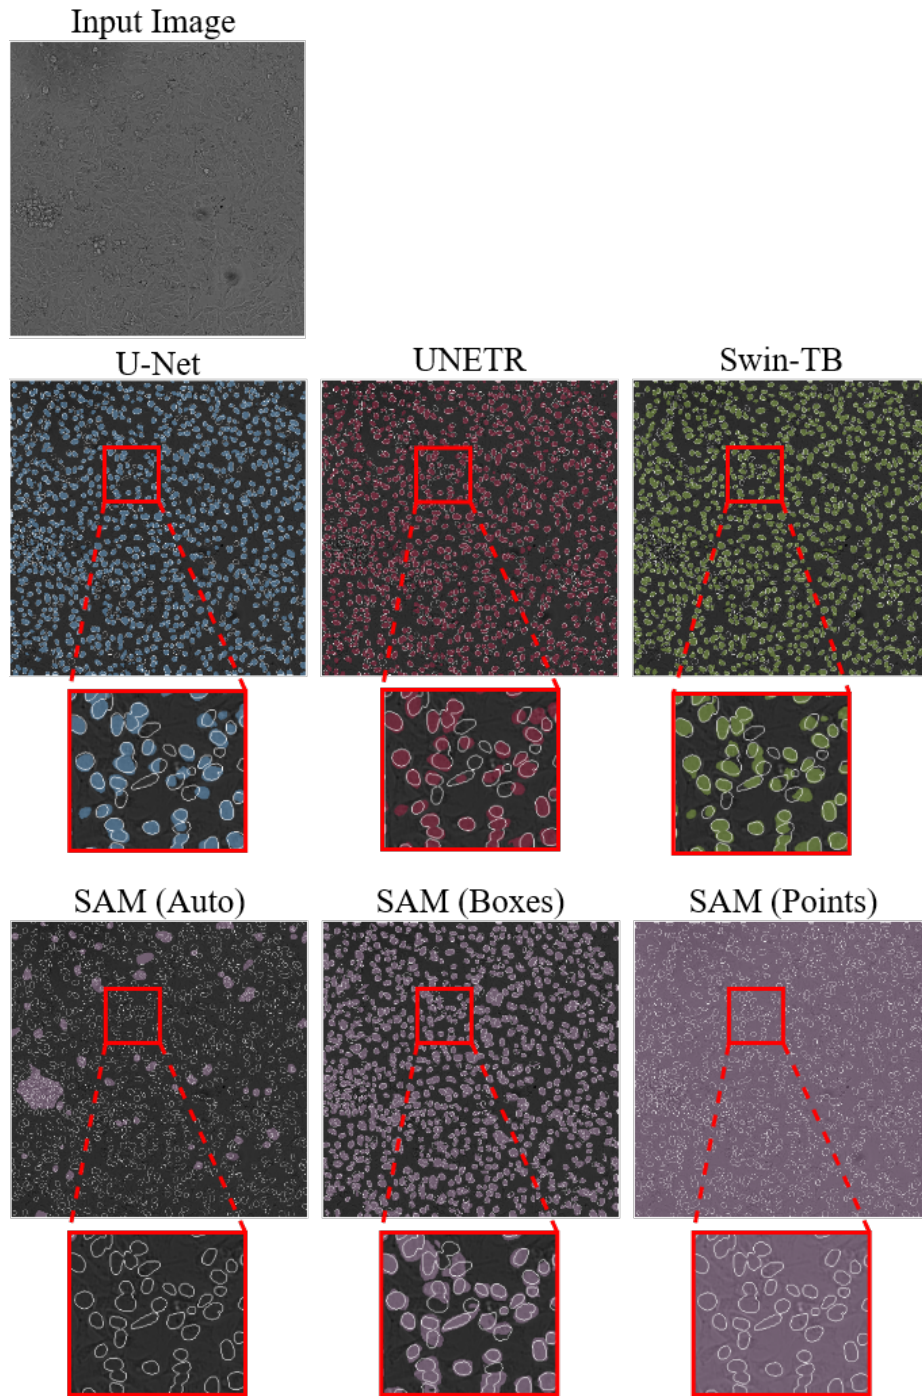 Input Image
U-Net
UNETR
Swin-TB
SAM (Auto)
SAM (Boxes)
SAM (Points)